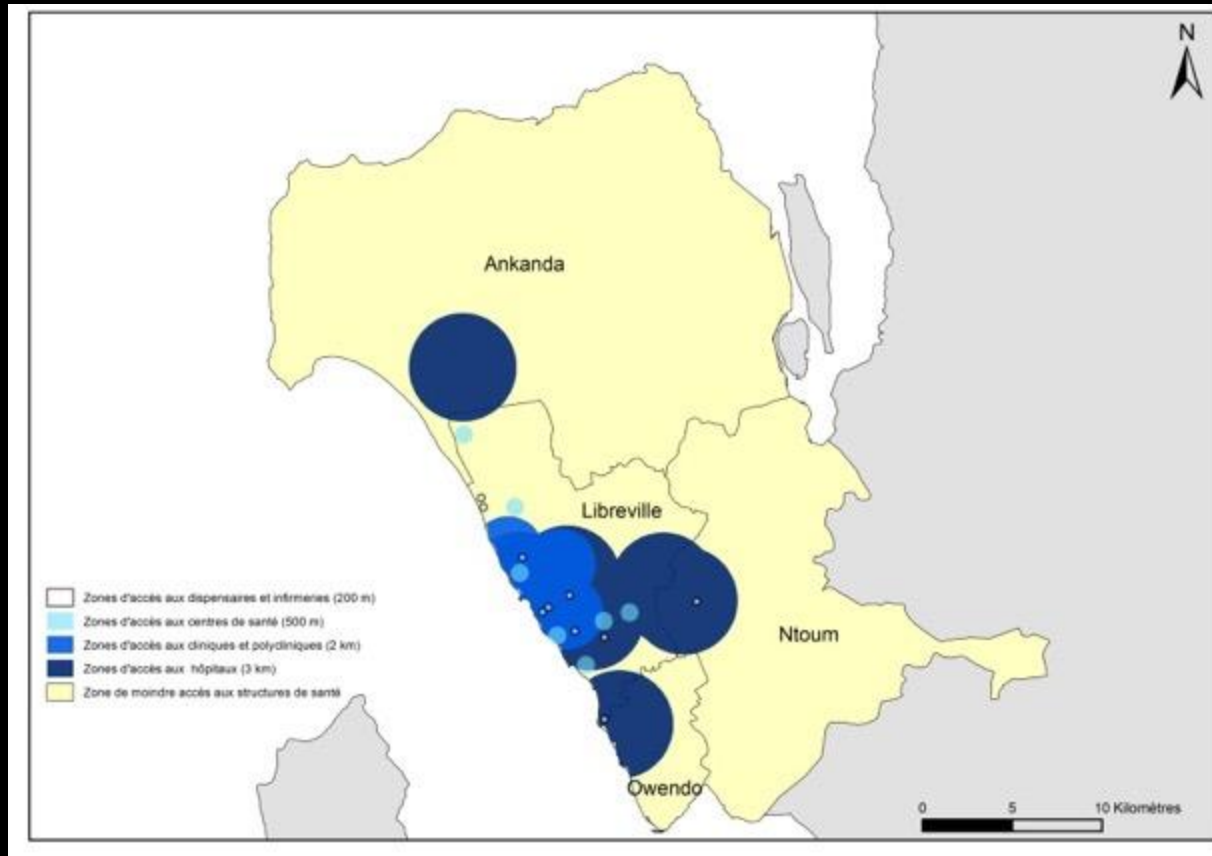 N
Ankanda
Libreville
Ntoum
Owendo
Zones d'accès aux dispensaires et infirmeries (200 m)
Zones d'accès aux centres de santé (500 m)
Zones d'accès aux cliniques et polycliniques (2 km)
Zones d'accès aux hôpitaux (3 km)
Zone de moindre accès aux structures de santé
0 5 10 Kilomètres